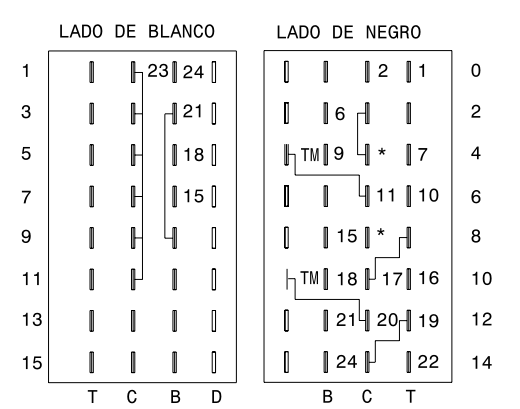 LADO DE BLANCO LADO DE NEGRO
1 23 24 2 1 0
3 21 6 2
5 18 TM 9 * 7 4
7 15 11 10 6
9 15 * 8
11 TM 18 17 16 10
13 21 20 19 12
15 24 22 14
T C B D B C T